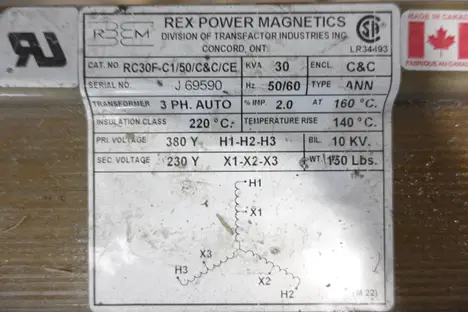 REX POWER MAGNETICS
DIVISION OF TRANSFACTOR INDUSTRIES INC.
CONCORD, ONT.
LR34493
MADE IN CANADA
FABRIQUÉ AU CANADA
CAT. NO. RC30F-C1/50/C&C/CE KVA 30 ENCL. C&C
SERIAL NO. J 69590 Hz 50/60 TYPE ANN
TRANSFORMER 3 PH. AUTO % IMP. 2.0 AT 160 °C.
INSULATION CLASS 220 °C. TEMPERATURE RISE 140 °C.
PRI. VOLTAGE 380 Y H1-H2-H3 BIL. 10 KV.
SEC. VOLTAGE 230 Y X1-X2-X3 WT. 150 Lbs.
H1
X1
X3
H3
X2
H2